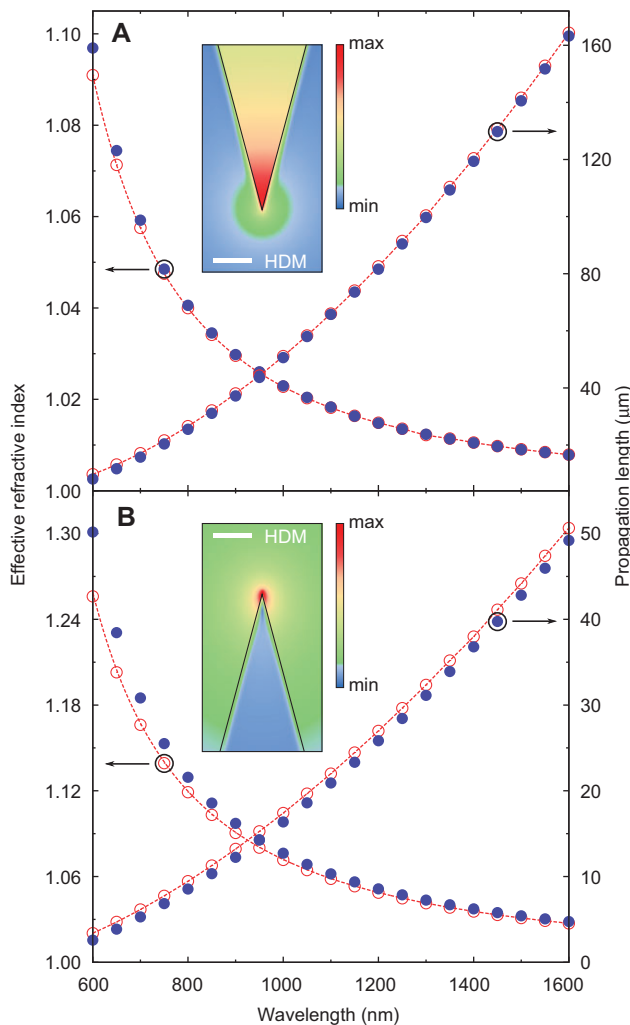 A
max
min
HDM
1.10
1.08
1.06
1.04
1.02
1.00
160
120
80
40
Effective refractive index
Propagation length (µm)
B
HDM
max
min
1.30
1.24
1.18
1.12
1.06
1.00
50
40
30
20
10
0
600 800 1000 1200 1400 1600
Wavelength (nm)